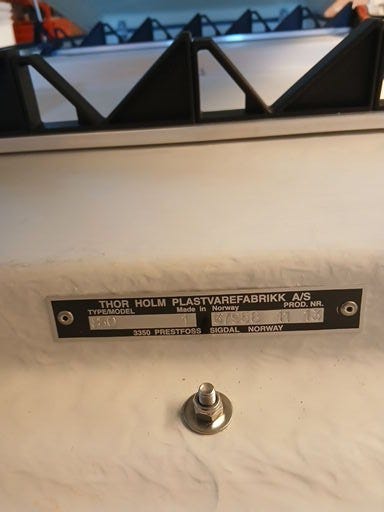 THOR HOLM PLASTVAREFABRIKK A/S
TYPE/MODEL Made in Norway PROD. NR.
3350 PRESTFOSS SIGDAL NORWAY